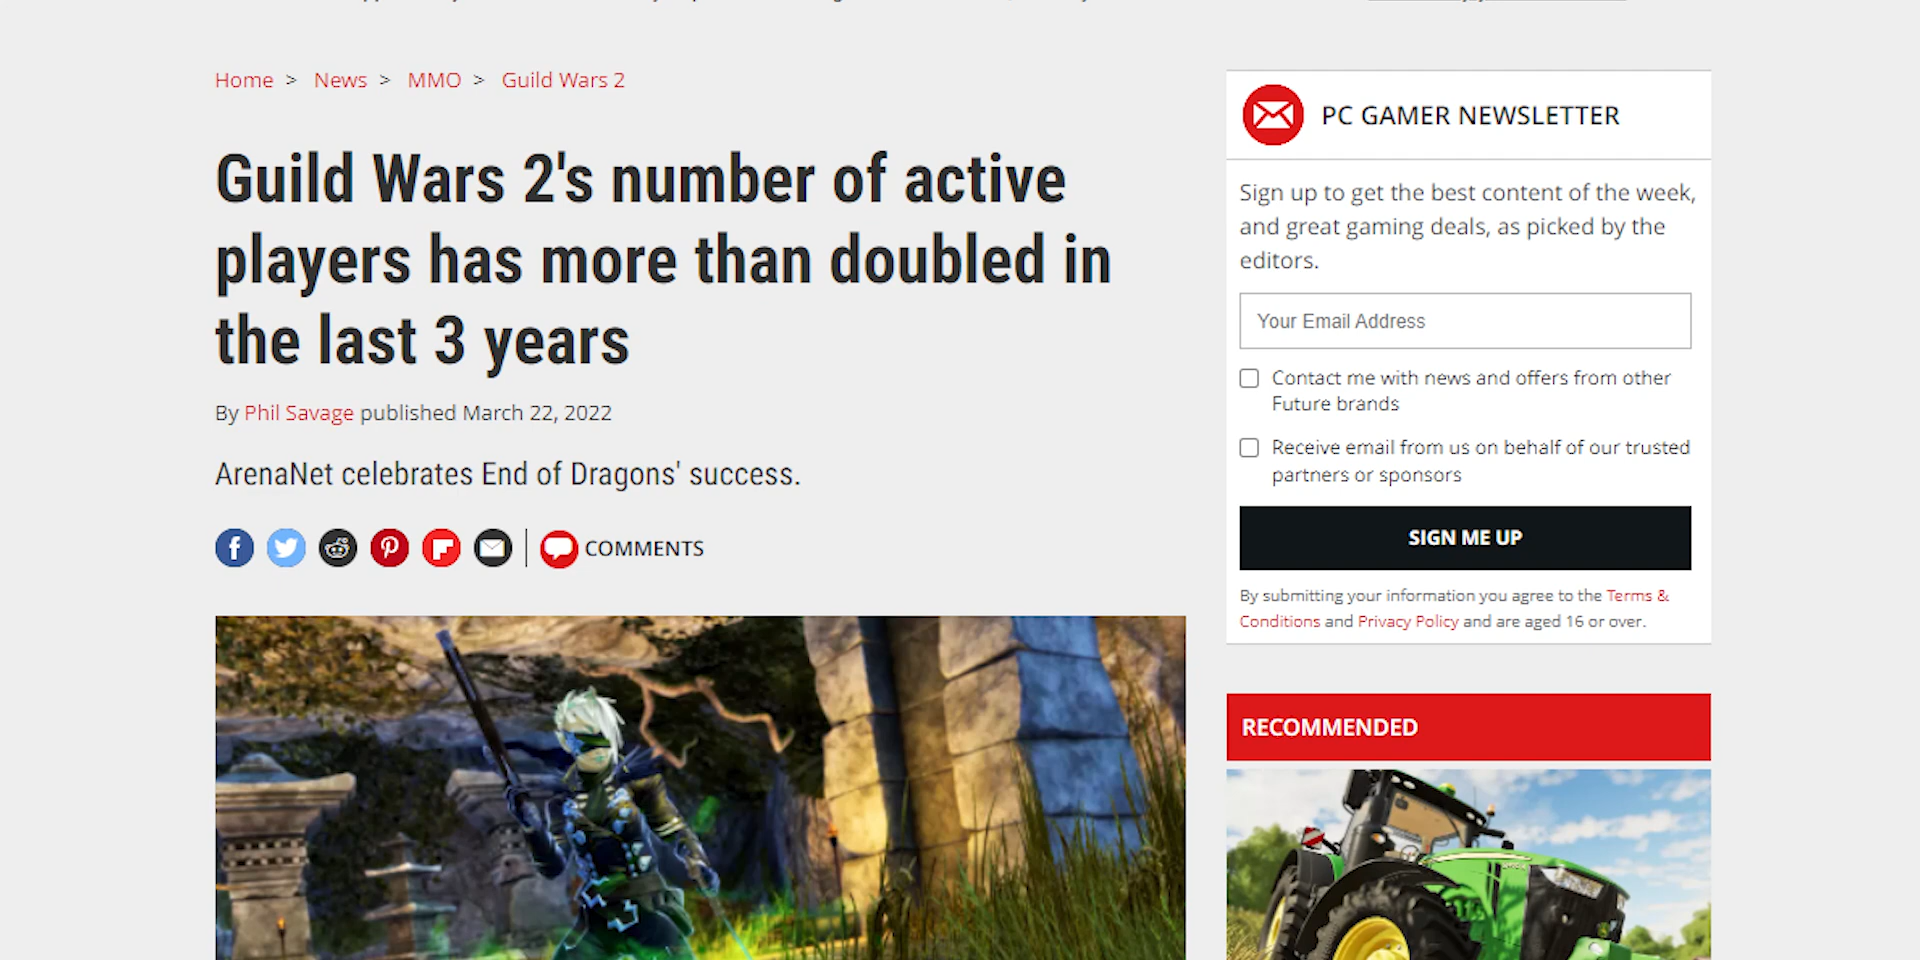 Home > News > MMO > Guild Wars 2
Guild Wars 2's number of active
players has more than doubled in
the last 3 years
By Phil Savage published March 22, 2022
ArenaNet celebrates End of Dragons' success.
COMMENTS
PC GAMER NEWSLETTER
Sign up to get the best content of the week,
and great gaming deals, as picked by the
editors.
Your Email Address
Contact me with news and offers from other
Future brands
Receive email from us on behalf of our trusted
partners or sponsors
SIGN ME UP
By submitting your information you agree to the Terms &
Conditions and Privacy Policy and are aged 16 or over.
RECOMMENDED